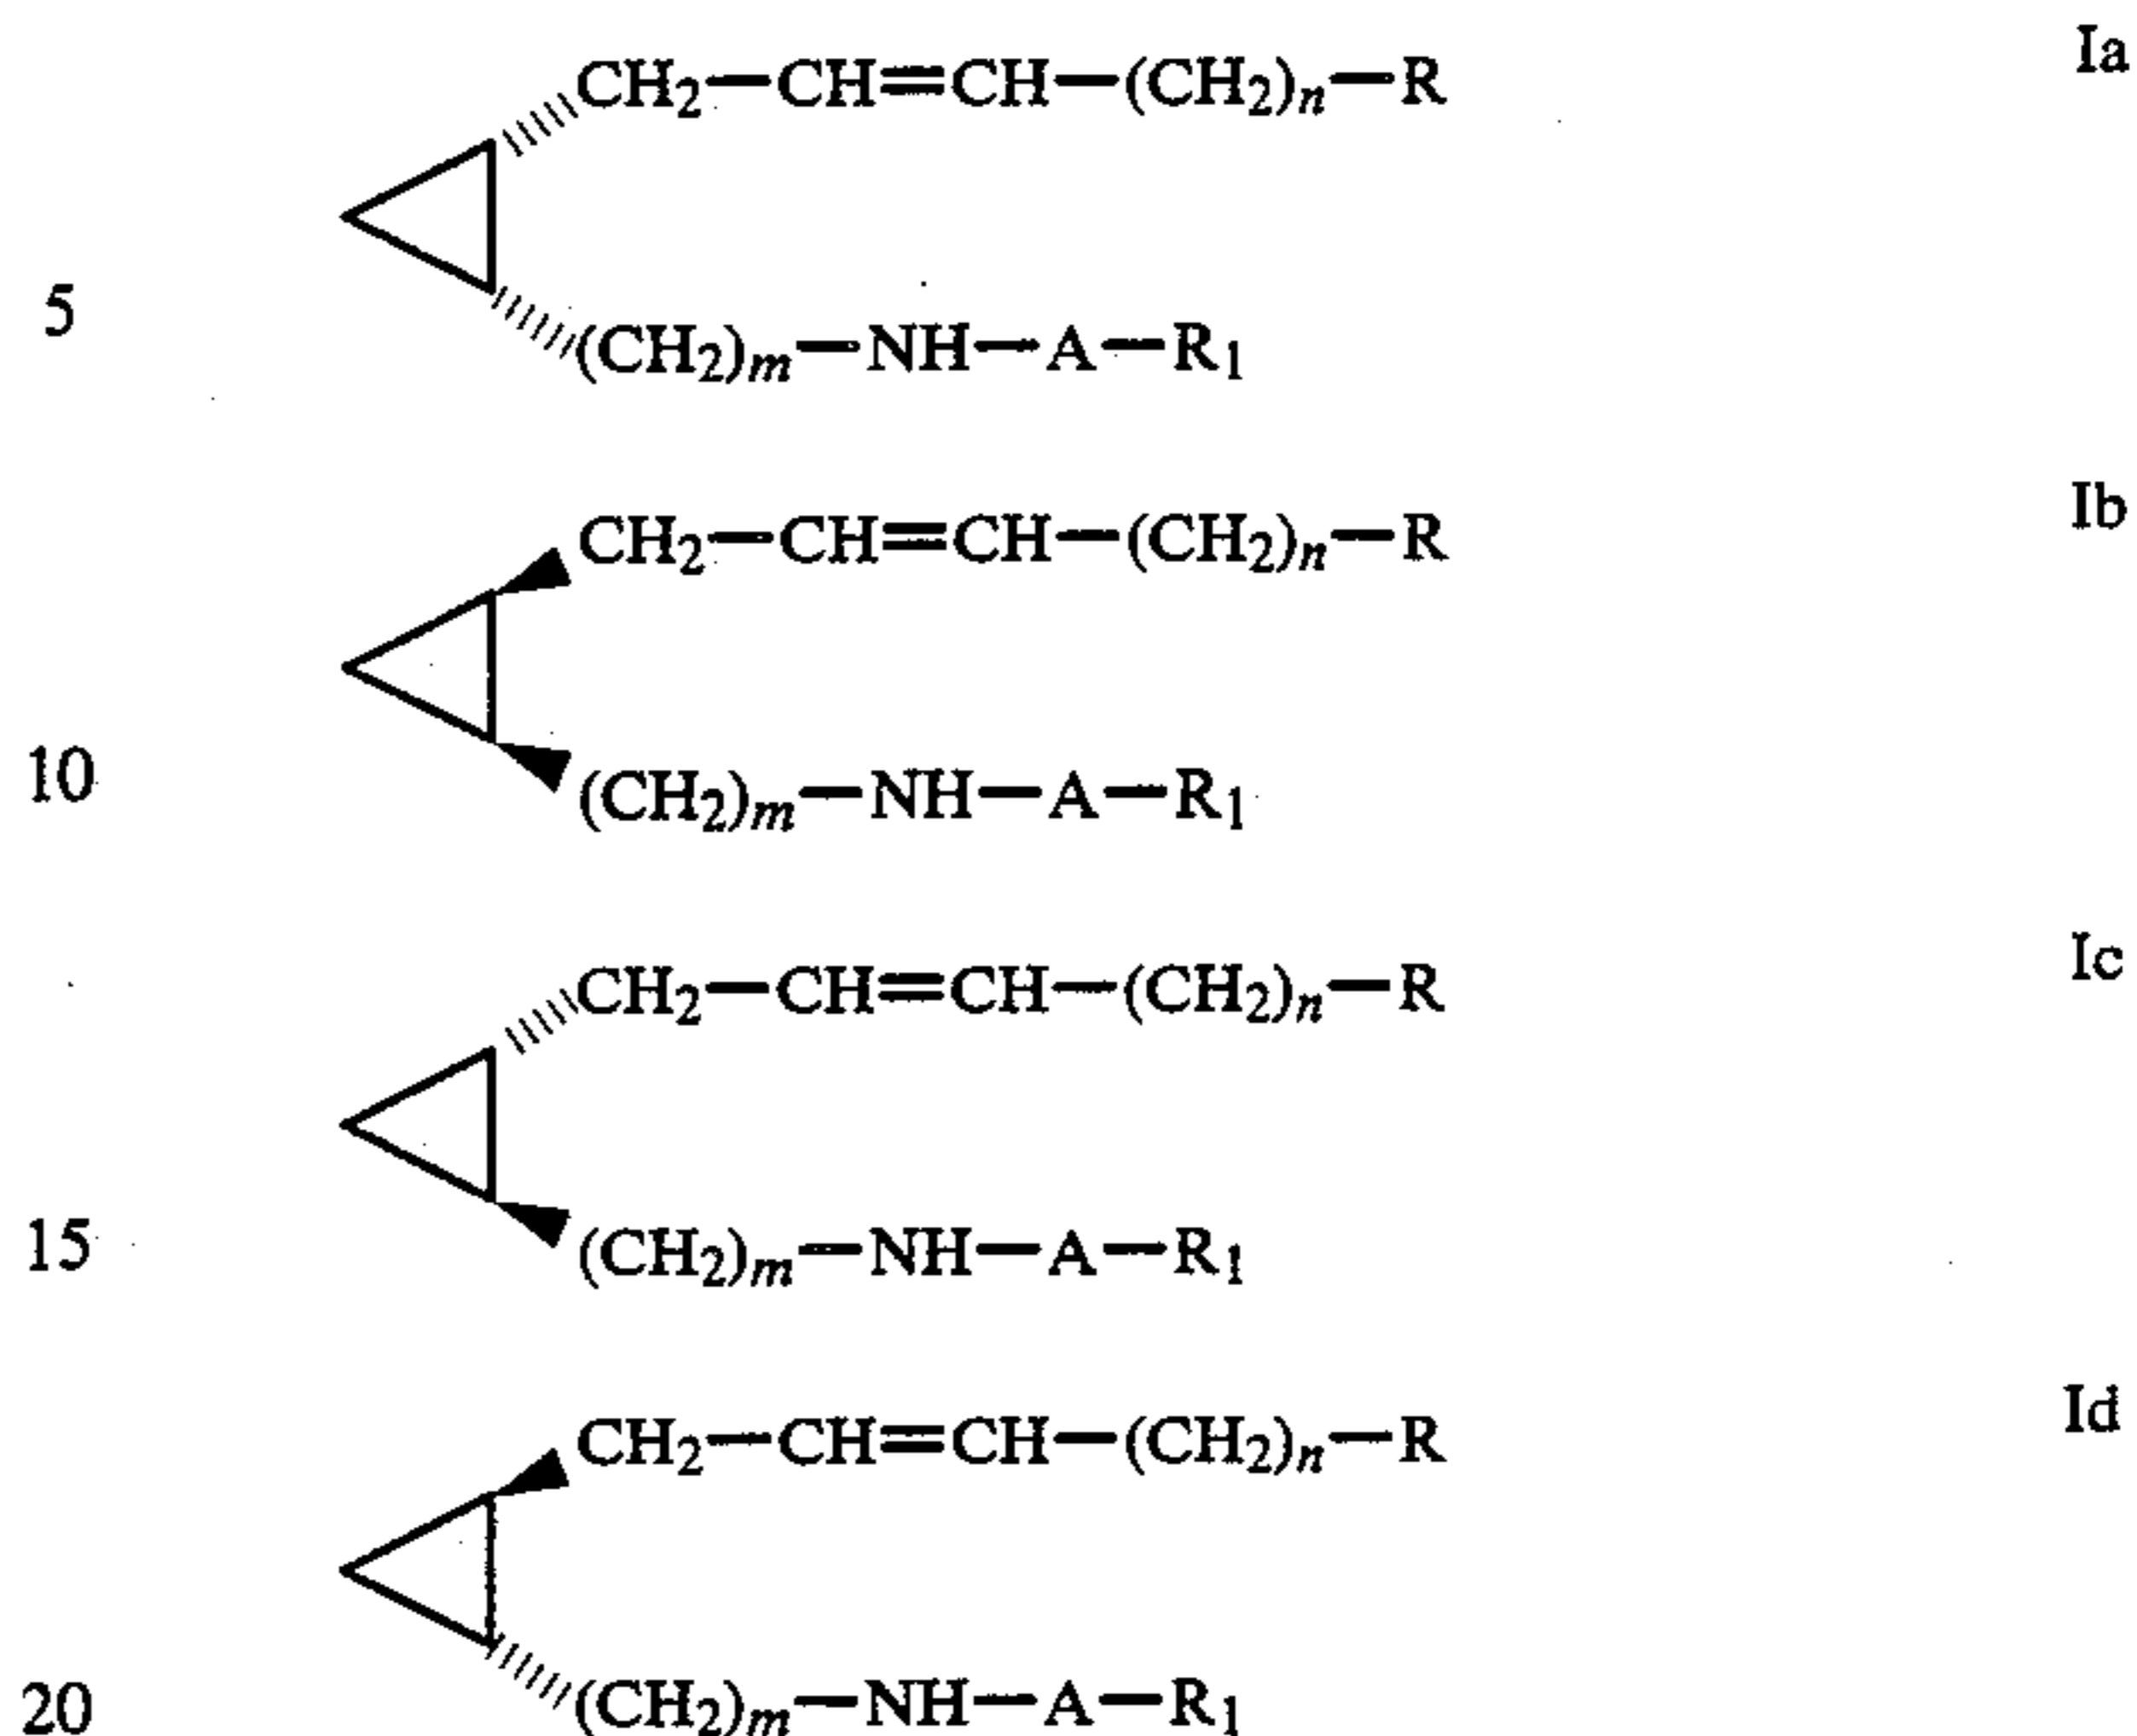 CH₂—CH=CH—(CH₂)ₙ—R Ia
5
(CH₂)ₘ—NH—A—R₁
CH₂—CH=CH—(CH₂)ₙ—R Ib
10
(CH₂)ₘ—NH—A—R₁
CH₂—CH=CH—(CH₂)ₙ—R Ic
15
(CH₂)ₘ—NH—A—R₁
CH₂—CH=CH—(CH₂)ₙ—R Id
20
(CH₂)ₘ—NH—A—R₁